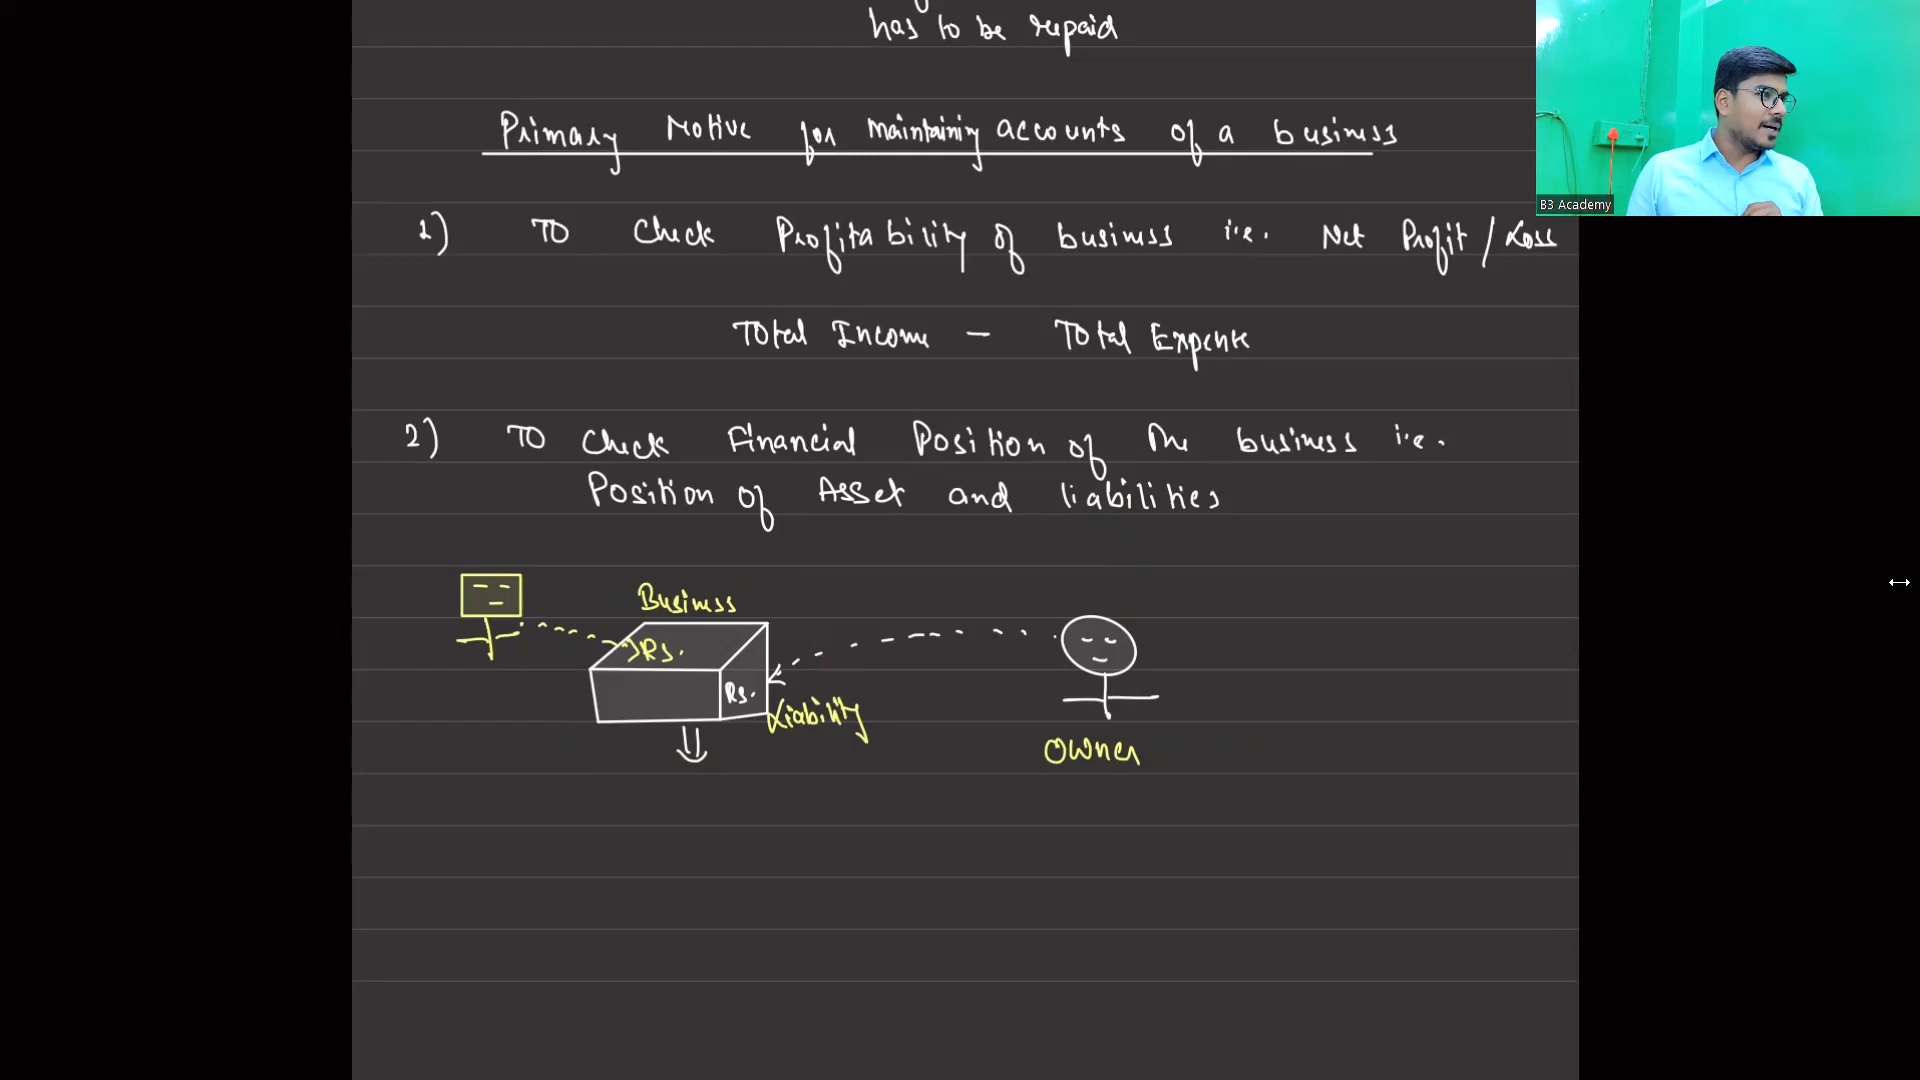 has to be repaid
Primary Motive for maintaining accounts of a business
1) To Check Profitability of business i.e. Net Profit / Loss
Total Income - Total Expense
2) To Check Financial Position of the business i.e.
Position of Asset and liabilities
Business
Rs.
Rs.
Liability
Owner
B3 Academy